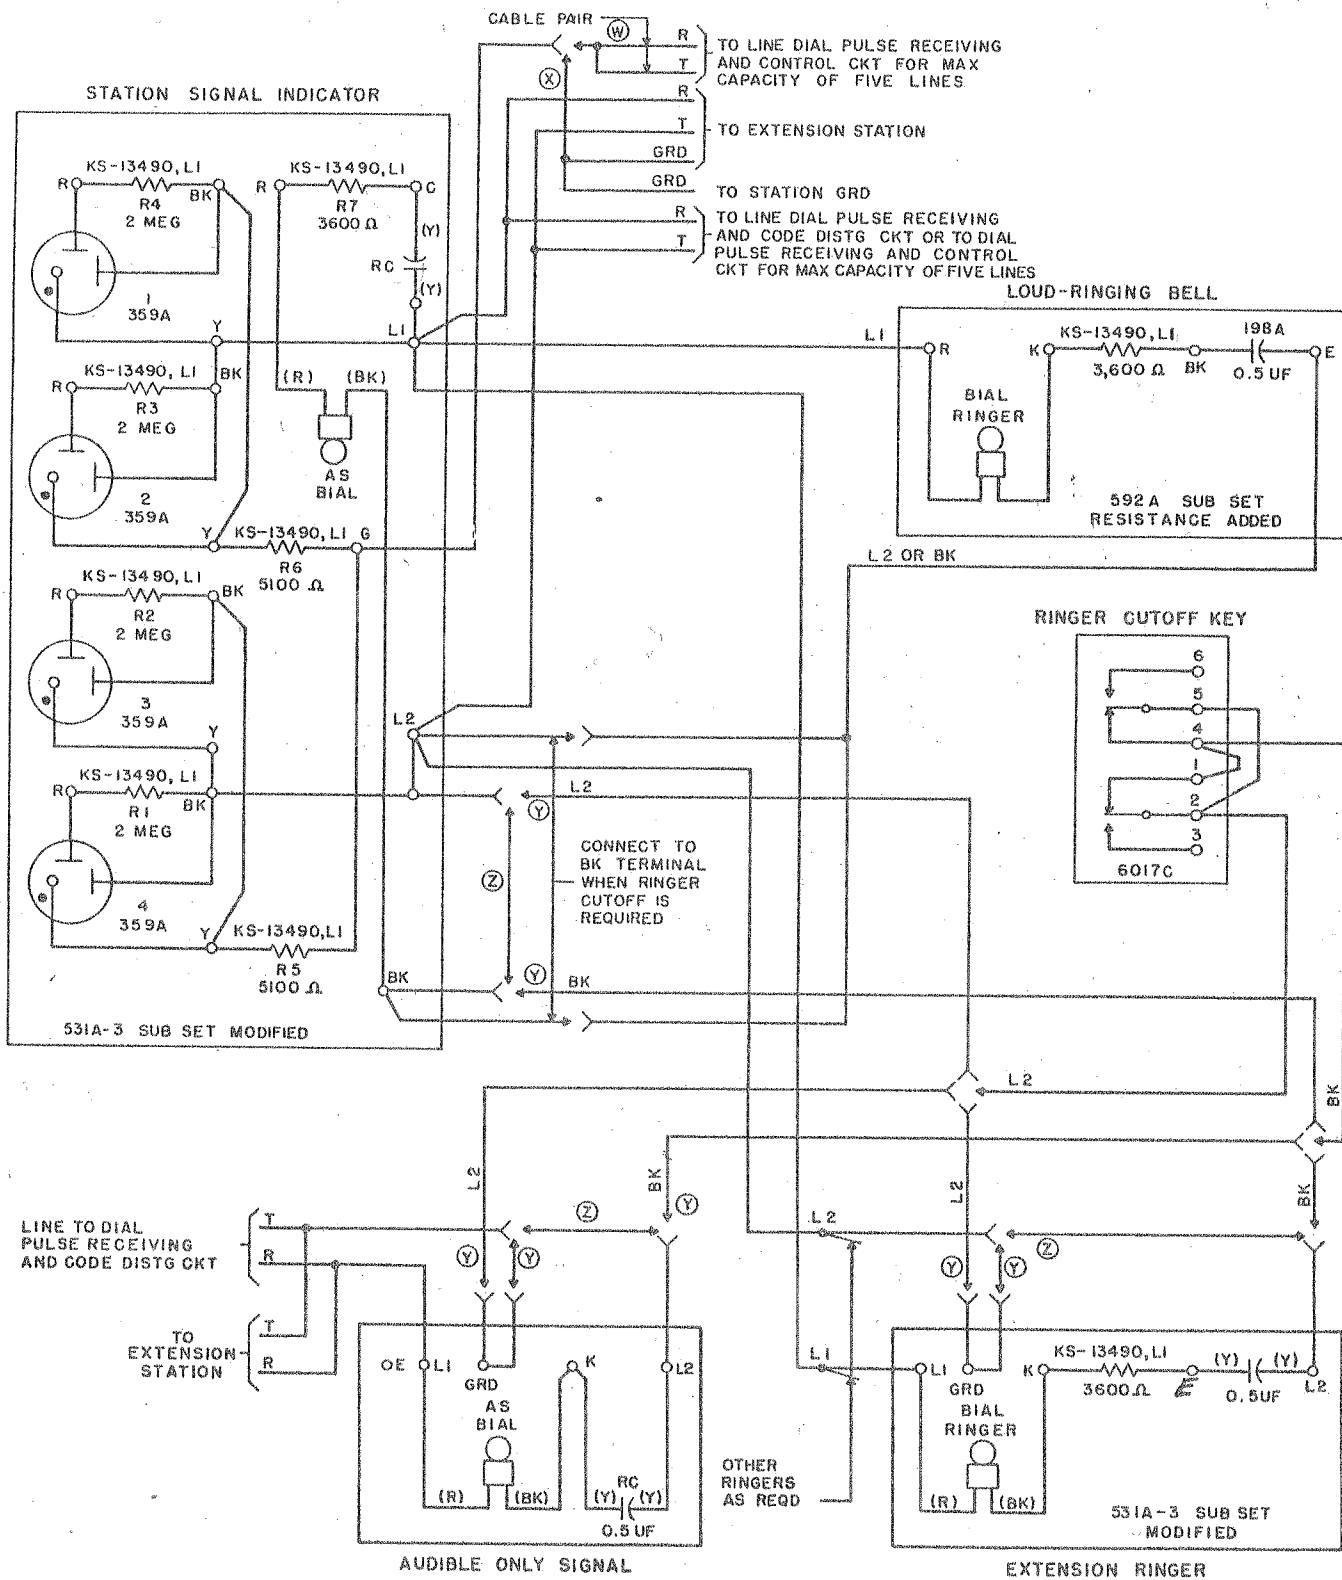 CABLE PAIR
W
R
T
TO LINE DIAL PULSE RECEIVING
AND CONTROL CKT FOR MAX
CAPACITY OF FIVE LINES
X
R
T
GRD
TO EXTENSION STATION
GRD
TO STATION GRD
R
T
TO LINE DIAL PULSE RECEIVING
AND CODE DISTG CKT OR TO DIAL
PULSE RECEIVING AND CONTROL
CKT FOR MAX CAPACITY OF FIVE LINES
STATION SIGNAL INDICATOR
KS-13490, L1
R
BK
R4
2 MEG
1
359A
KS-13490, L1
R
G
R7
3600 Ω
(Y)
RC
(Y)
Y
L1
KS-13490, L1
R
BK
R3
2 MEG
2
359A
(R)
(BK)
AS
BIAL
Y
KS-13490, L1
G
R6
5100 Ω
KS-13490, L1
R
BK
R2
2 MEG
3
359A
Y
L2
KS-13490, L1
R
BK
R1
2 MEG
4
359A
Y
KS-13490, L1
R5
5100 Ω
BK
531A-3 SUB SET MODIFIED
LOUD-RINGING BELL
L1
R
K
KS-13490, L1
3,600 Ω
BK
198A
0.5 UF
E
BIAL
RINGER
592A SUB SET
RESISTANCE ADDED
L2 OR BK
RINGER CUTOFF KEY
6
5
4
1
2
3
6017C
L2
Y
Z
CONNECT TO
BK TERMINAL
WHEN RINGER
CUTOFF IS
REQUIRED
Y
BK
L2
BK
L2
BK
Y
L2
BK
LINE TO DIAL
PULSE RECEIVING
AND CODE DISTG CKT
T
R
TO
EXTENSION
STATION
T
R
Z
Y
Y
L2
Y
Y
Z
OE
L1
GRD
K
L2
AS
BIAL
(R)
(BK)
(Y)
RC
(Y)
0.5 UF
AUDIBLE ONLY SIGNAL
L1
OTHER
RINGERS
AS REQD
L1
GRD
K
KS-13490, L1
3600Ω
E
(Y)
(Y)
0.5UF
L2
BIAL
RINGER
(R)
(BK)
531A-3 SUB SET
MODIFIED
EXTENSION RINGER